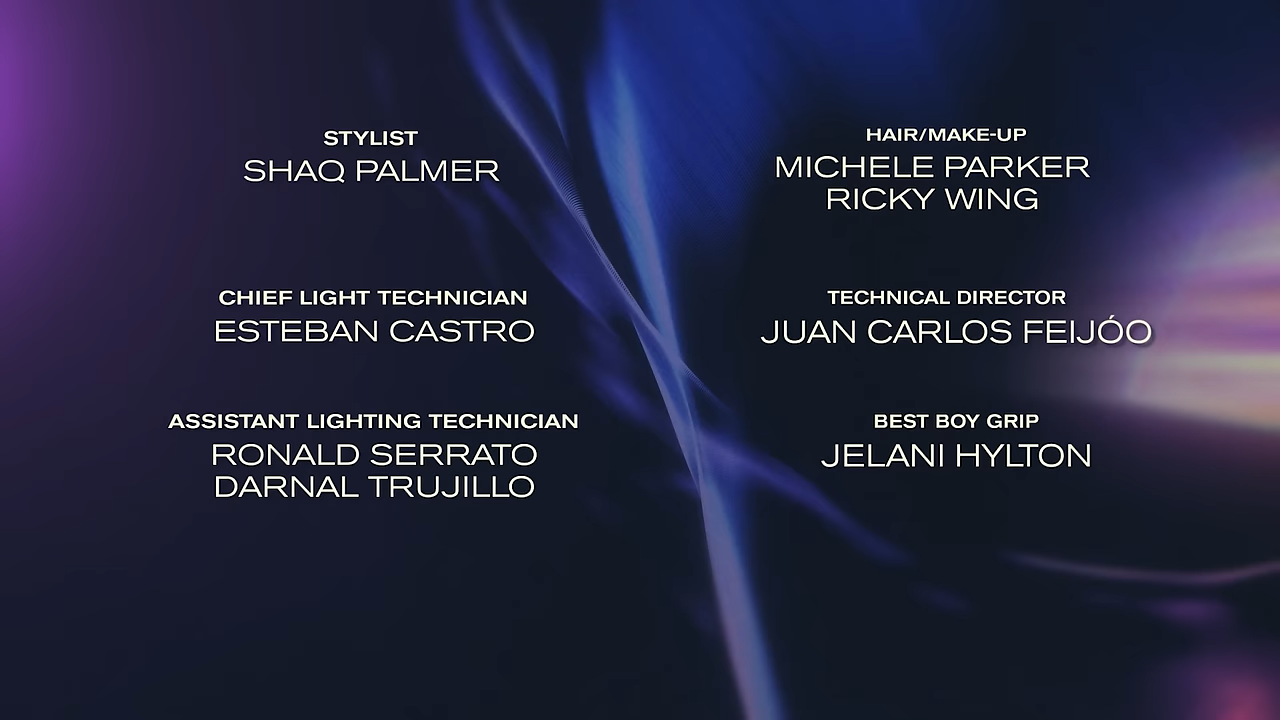 STYLIST
SHAQ PALMER
CHIEF LIGHT TECHNICIAN
ESTEBAN CASTRO
ASSISTANT LIGHTING TECHNICIAN
RONALD SERRATO
DARNAL TRUJILLO
HAIR/MAKE-UP
MICHELE PARKER
RICKY WING
TECHNICAL DIRECTOR
JUAN CARLOS FEIJÓO
BEST BOY GRIP
JELANI HYLTON